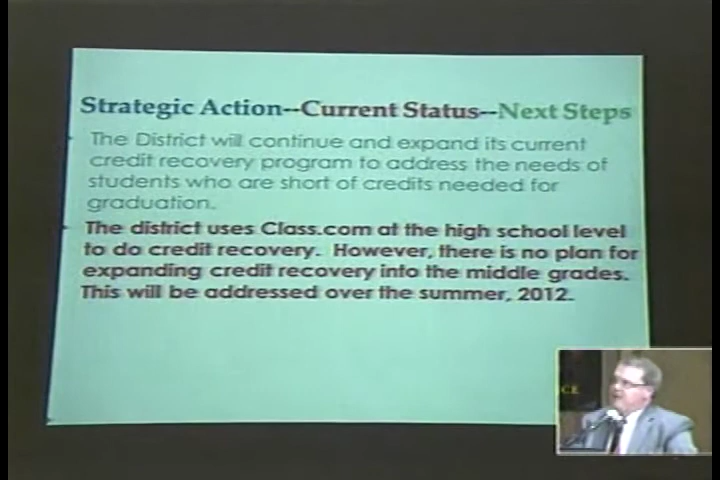 Strategic Action--Current Status--Next Steps
The District will continue and expand its current
credit recovery program to address the needs of
students who are short of credits needed for
graduation.
The district uses Class.com at the high school level
to do credit recovery. However, there is no plan for
expanding credit recovery into the middle grades.
This will be addressed over the summer, 2012.
CE